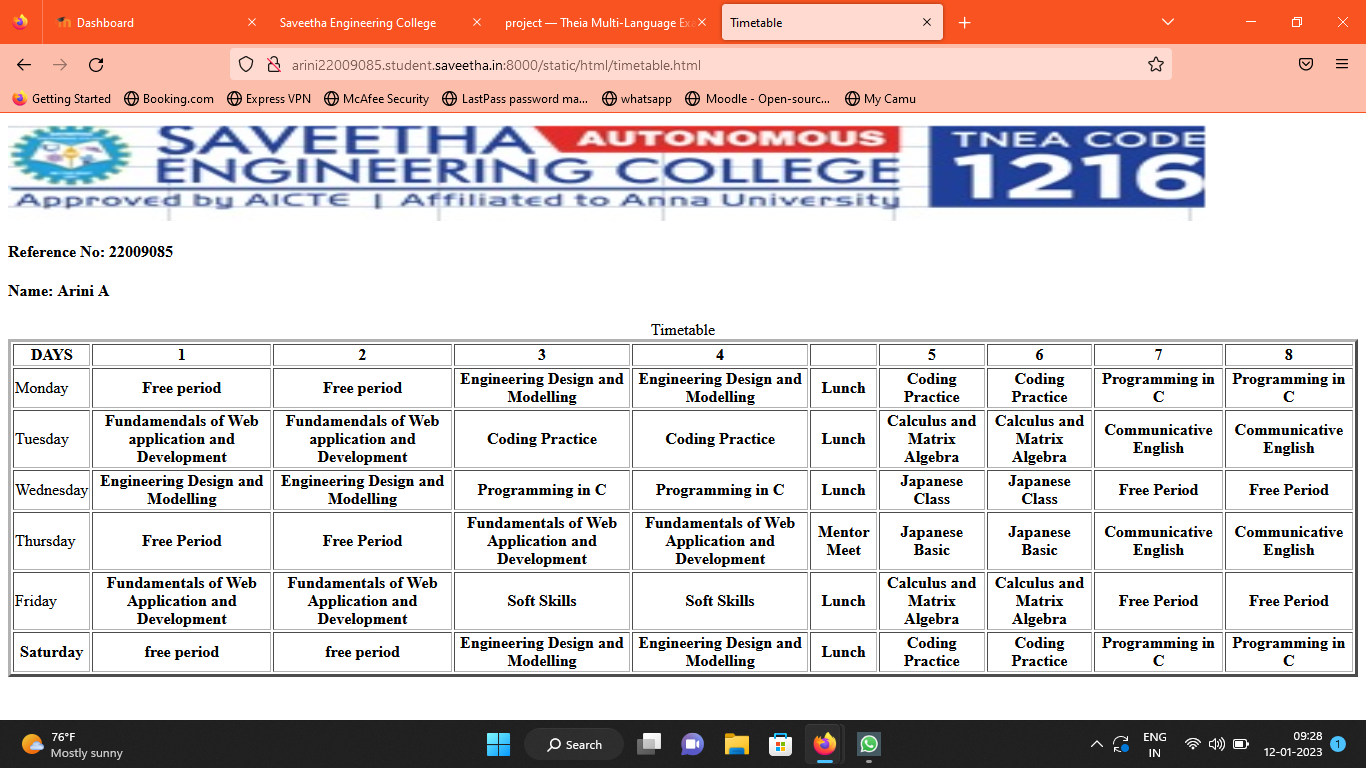 Dashboard
Saveetha Engineering College
project — Theia Multi-Language Ex
Timetable
arini22009085.student.saveetha.in:8000/static/html/timetable.html
Getting Started
Booking.com
Express VPN
McAfee Security
LastPass password ma...
whatsapp
Moodle - Open-sourc...
My Camu
SAVEETHA AUTONOMOUS
ENGINEERING COLLEGE
Approved by AICTE | Affiliated to Anna University
TNEA CODE
1216
Reference No: 22009085
Name: Arini A
Timetable
DAYS 1 2 3 4 5 6 7 8
Monday
Free period
Free period
Engineering Design and
Modelling
Engineering Design and
Modelling
Lunch
Coding
Practice
Coding
Practice
Programming in
C
Programming in
C
Tuesday
Fundamendals of Web
application and
Development
Fundamendals of Web
application and
Development
Coding Practice
Coding Practice
Lunch
Calculus and
Matrix
Algebra
Calculus and
Matrix
Algebra
Communicative
English
Communicative
English
Wednesday
Engineering Design and
Modelling
Engineering Design and
Modelling
Programming in C
Programming in C
Lunch
Japanese
Class
Japanese
Class
Free Period
Free Period
Thursday
Free Period
Free Period
Fundamentals of Web
Application and
Development
Fundamentals of Web
Application and
Development
Mentor
Meet
Japanese
Basic
Japanese
Basic
Communicative
English
Communicative
English
Friday
Fundamentals of Web
Application and
Development
Fundamentals of Web
Application and
Development
Soft Skills
Soft Skills
Lunch
Calculus and
Matrix
Algebra
Calculus and
Matrix
Algebra
Free Period
Free Period
Saturday
free period
free period
Engineering Design and
Modelling
Engineering Design and
Modelling
Lunch
Coding
Practice
Coding
Practice
Programming in
C
Programming in
C
76°F
Mostly sunny
Search
ENG
IN
09:28
12-01-2023
1